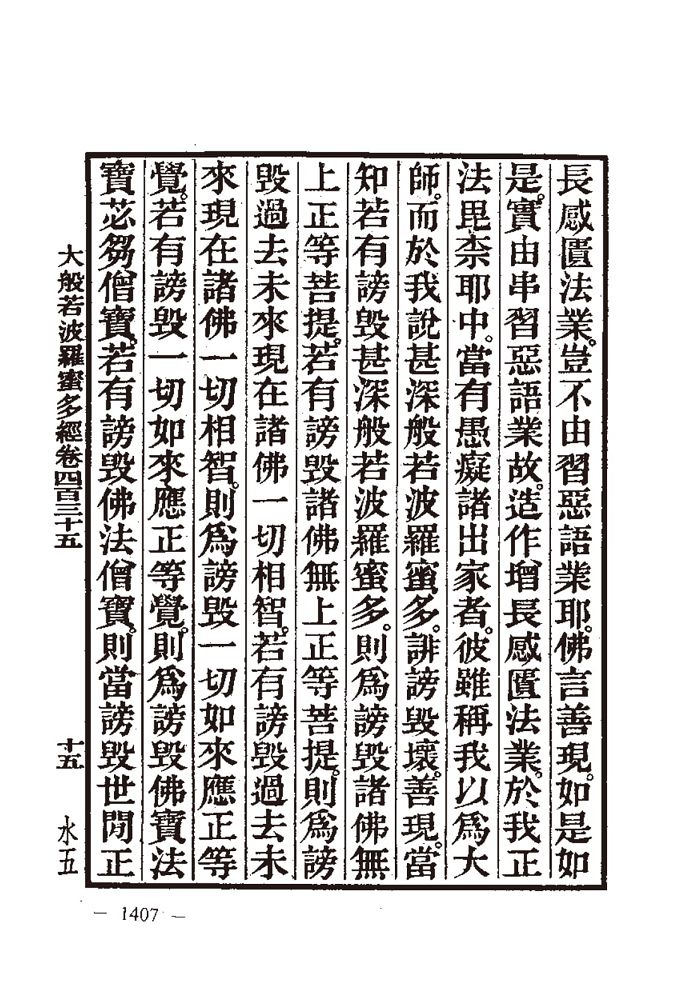 長感匱法業。豈不由習惡語業耶。佛言善現。如是如
是。實由串習惡語業故。造作增長感匱法業。於我正
法毘柰耶中。當有愚癡諸出家者。彼雖稱我以爲大
師。而於我說甚深般若波羅蜜多。誹謗毀壞。善現。當
知若有謗毀甚深般若波羅蜜多。則爲謗毀諸佛無
上正等菩提。若有謗毀諸佛無上正等菩提。則爲謗
毀過去未來現在諸佛一切相智。若有謗毀過去未
來現在諸佛一切相智。則爲謗毀一切如來應正等
覺。若有謗毀一切如來應正等覺。則爲謗毀佛寶法
寶苾芻僧寶。若有謗毀佛法僧寶。則當謗毀世閒正
大般若波羅蜜多經卷四百三十五 十五 水五
— 1407 —